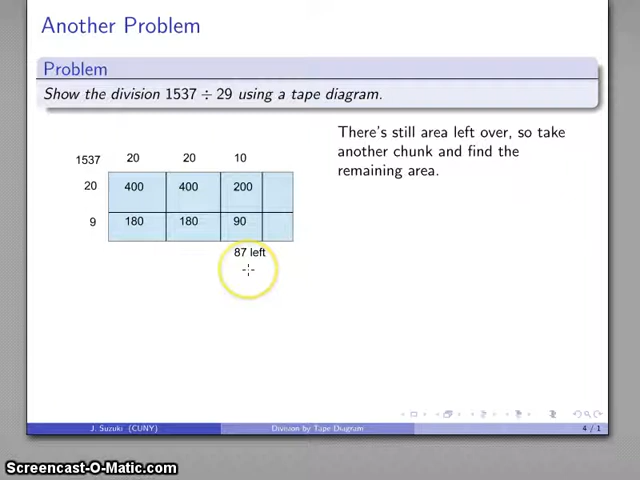 Another Problem
Problem
Show the division 1537 ÷ 29 using a tape diagram.
There's still area left over, so take
another chunk and find the
remaining area.
1537 20 20 10
20 400 400 200
9 180 180 90
87 left
J. Suzuki (CUNY) Division by Tape Diagram 4 / 1
Screencast-O-Matic.com